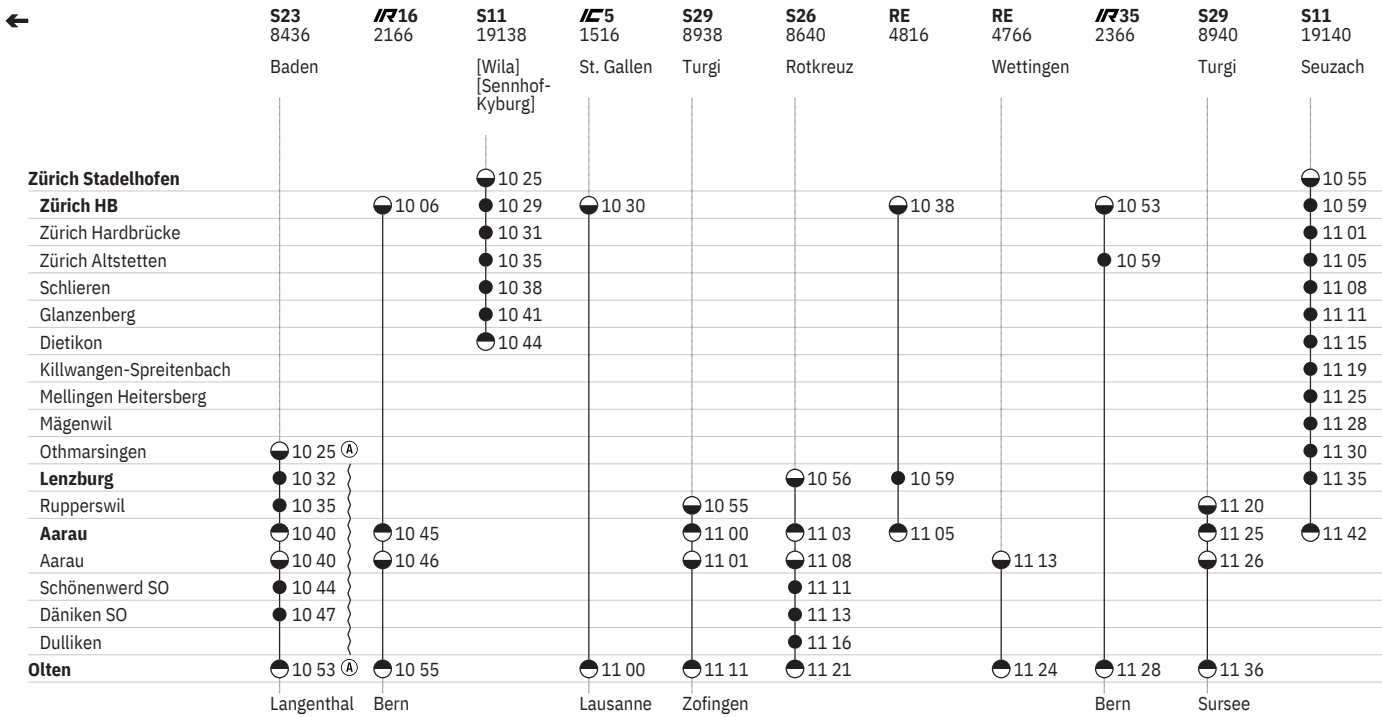 S23 IR16 S11 IC5 S29 S26 RE RE IR35 S29 S11
8436 2166 19138 1516 8938 8640 4816 4766 2366 8940 19140
Baden [Wila] St. Gallen Turgi Rotkreuz Wettingen Turgi Seuzach
[Sennhof-
Kyburg]
Zürich Stadelhofen 10 25 10 55
Zürich HB 10 06 10 29 10 30 10 38 10 53 10 59
Zürich Hardbrücke 10 31 11 01
Zürich Altstetten 10 35 10 59 11 05
Schlieren 10 38 11 08
Glanzenberg 10 41 11 11
Dietikon 10 44 11 15
Killwangen-Spreitenbach 11 19
Mellingen Heitersberg 11 25
Mägenwil 11 28
Othmarsingen 10 25 A 11 30
Lenzburg 10 32 10 56 10 59 11 35
Rupperswil 10 35 10 55 11 20
Aarau 10 40 10 45 11 00 11 03 11 05 11 25 11 42
Aarau 10 40 10 46 11 01 11 08 11 13 11 26
Schönenwerd SO 10 44 11 11
Däniken SO 10 47 11 13
Dulliken 11 16
Olten 10 53 A 10 55 11 00 11 11 11 21 11 24 11 28 11 36
Langenthal Bern Lausanne Zofingen Bern Sursee